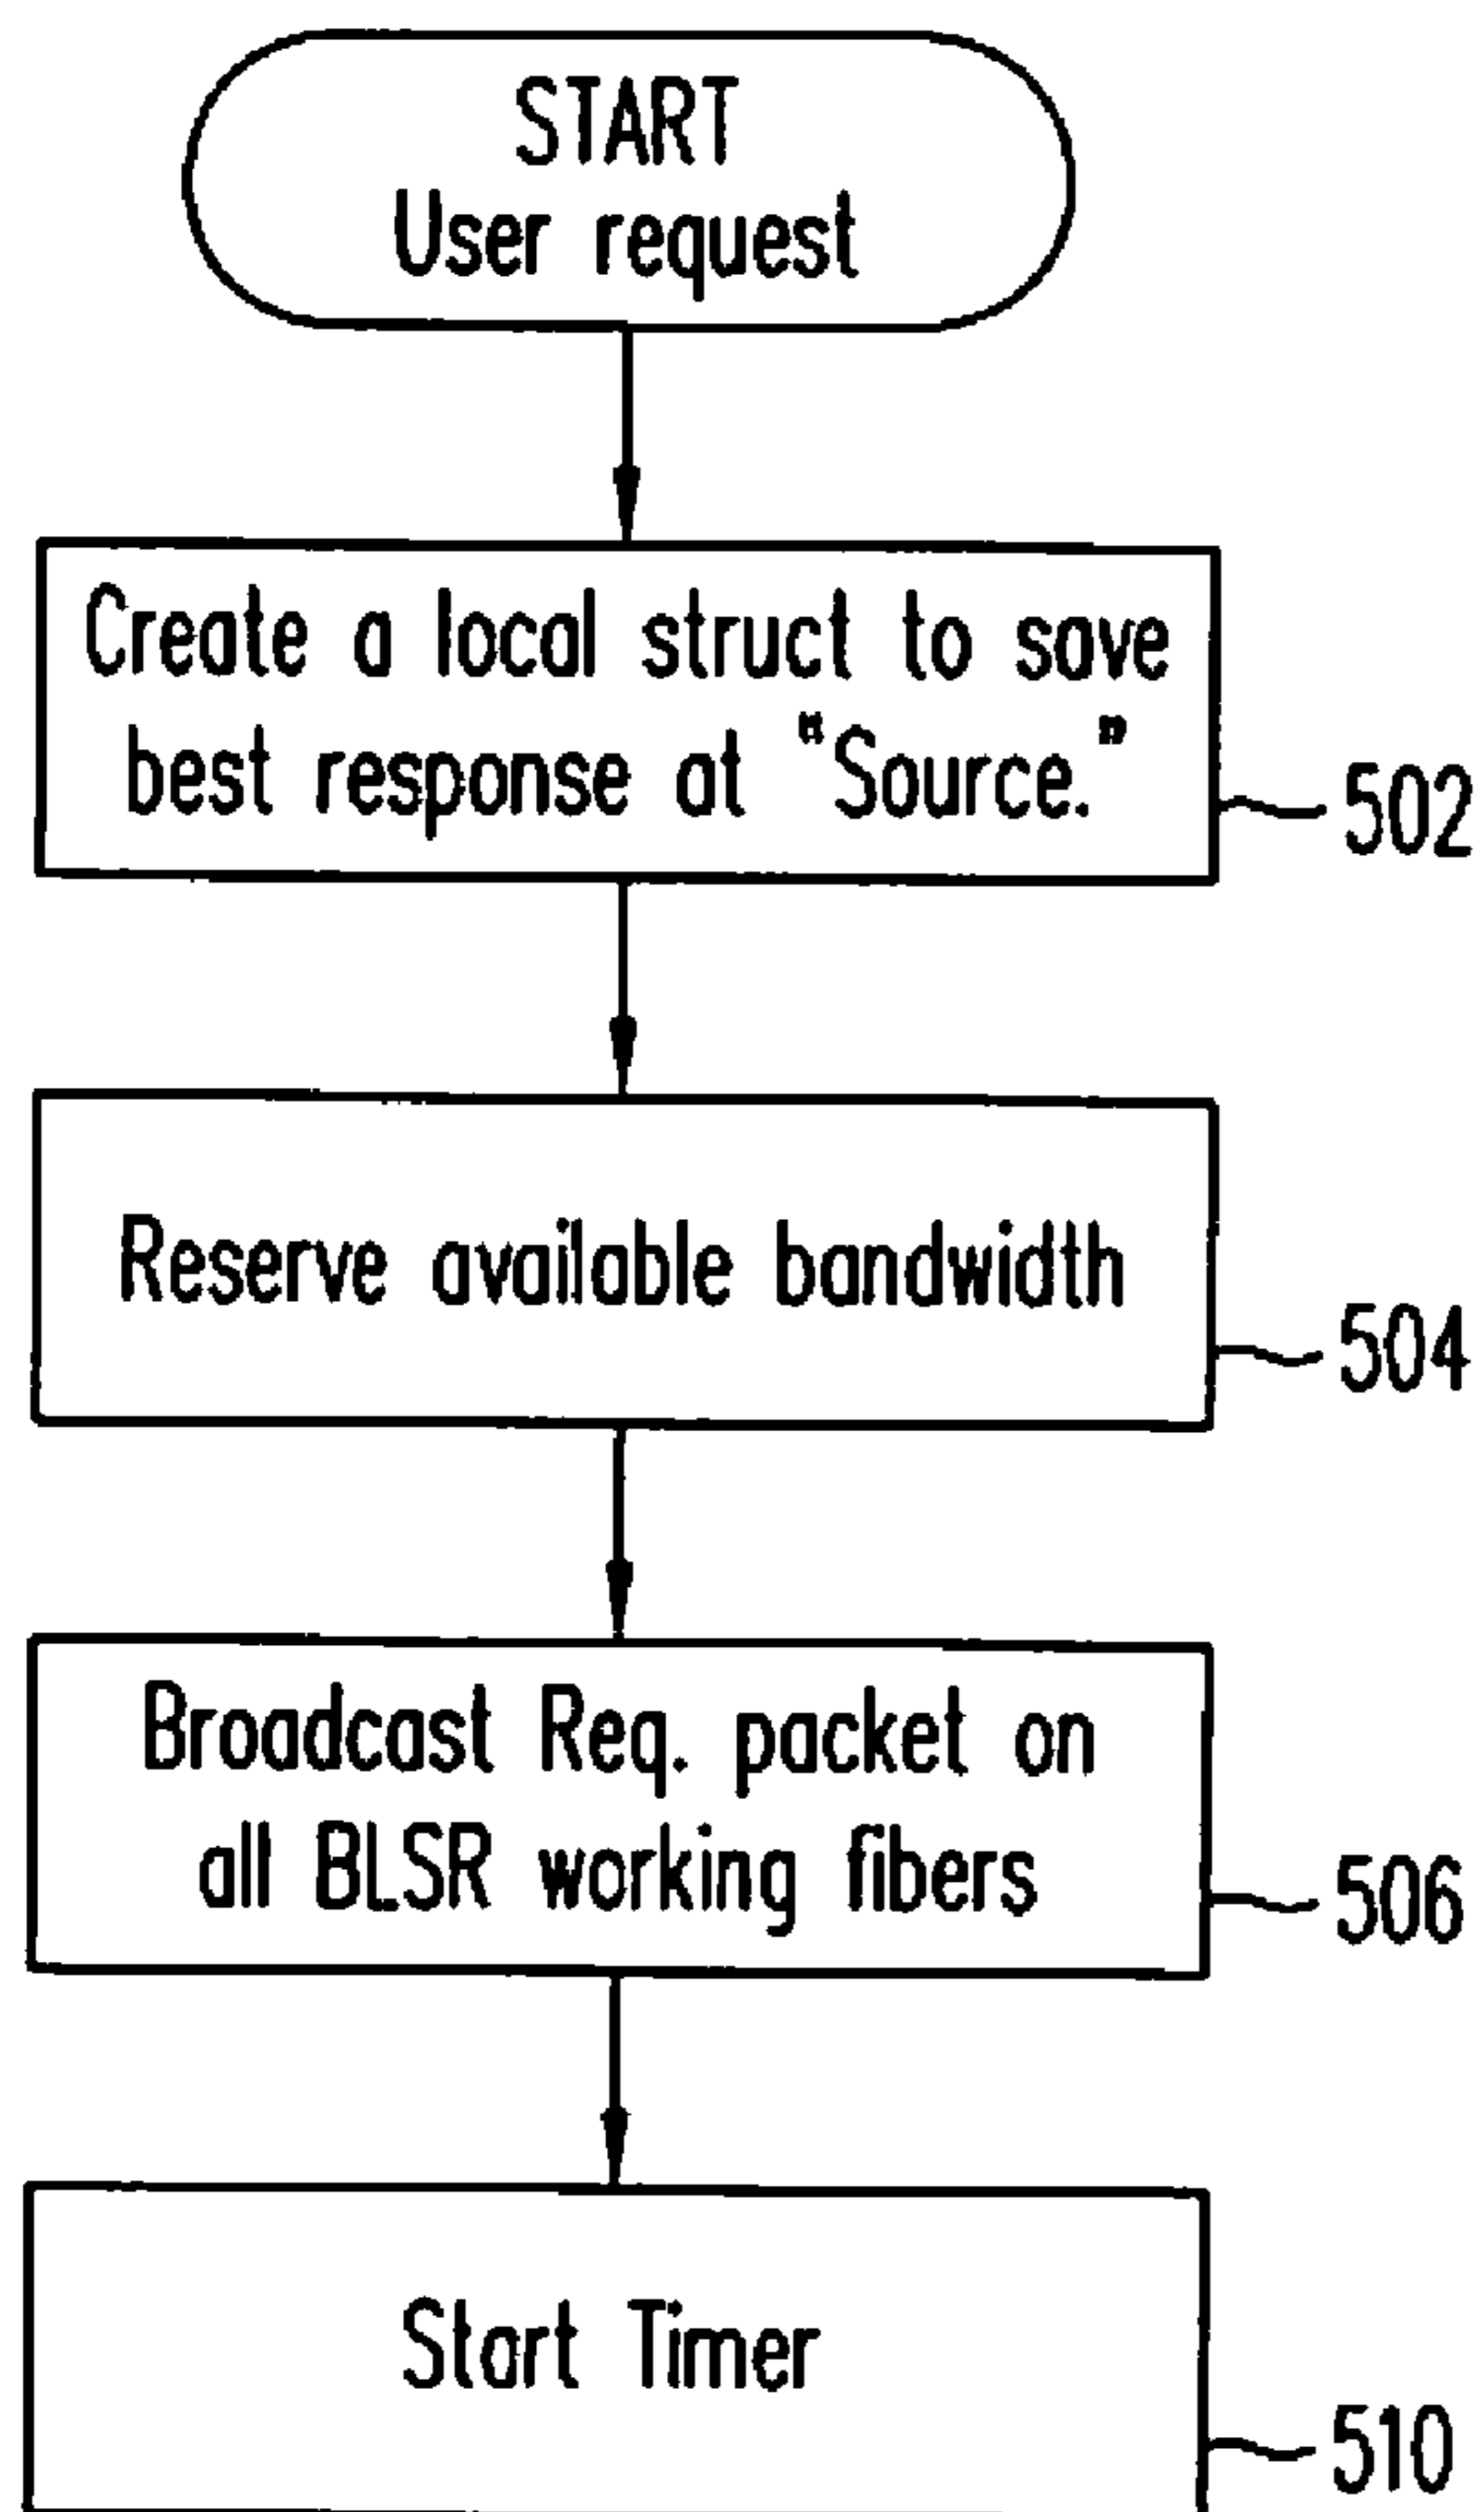 START
User request
Create a local struct to save
best response at "Source."
502
Reserve available bandwidth
504
Broadcast Req. packet on
all BLSR working fibers
506
Start Timer
510